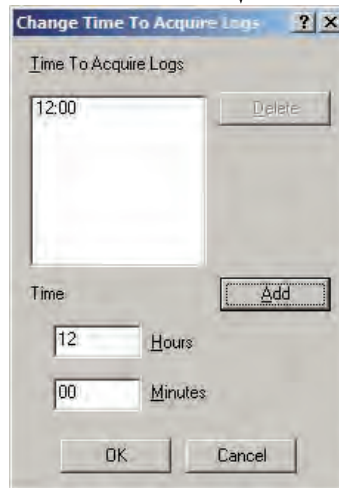 Change Time To Acquire Logs ? ×
Time To Acquire Logs
12:00
Delete
Time
Add
12 Hours
00 Minutes
OK Cancel